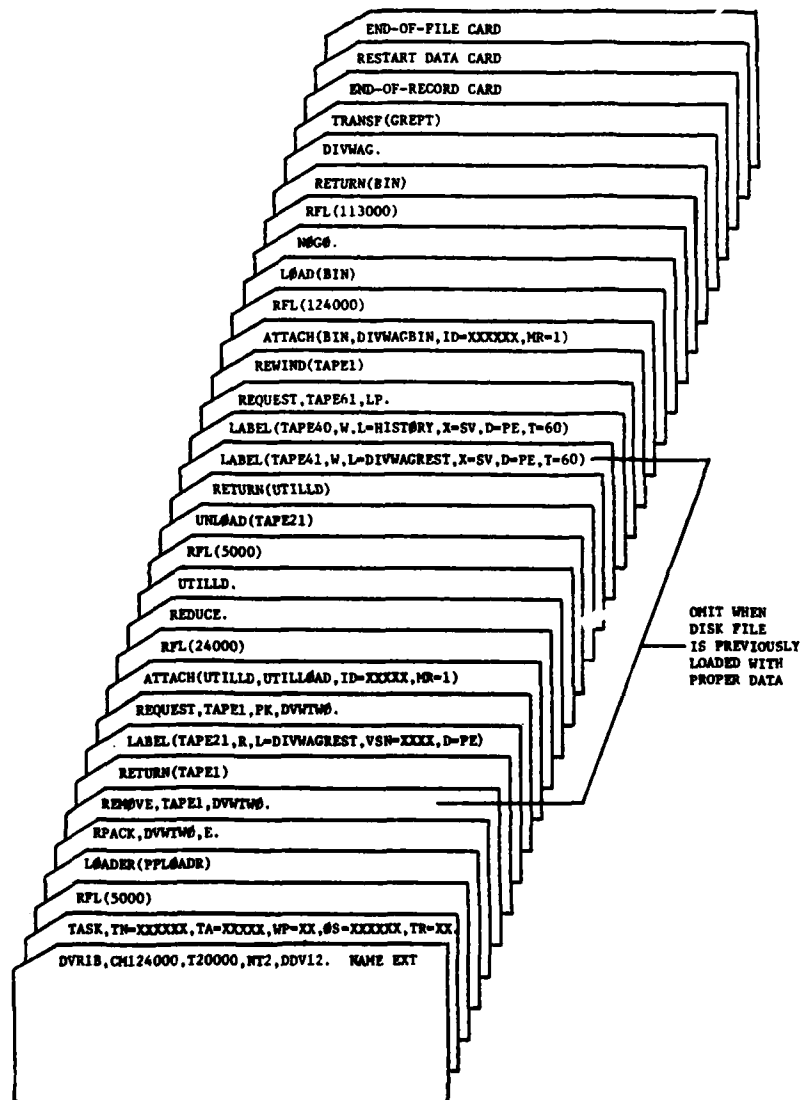 END-OF-FILE CARD
RESTART DATA CARD
END-OF-RECORD CARD
TRANSF(GREPT)
DIVWAG.
RETURN(BIN)
RFL(113000)
NØGØ.
LØAD(BIN)
RFL(124000)
ATTACH(BIN,DIVWAGBIN,ID=XXXXXX,MR=1)
REWIND(TAPE1)
REQUEST,TAPE61,LP.
LABEL(TAPE40,W,L=HISTØRY,X=SV,D=PE,T=60)
LABEL(TAPE41,W,L=DIVWAGREST,X=SV,D=PE,T=60)
RETURN(UTILLD)
UNLØAD(TAPE21)
RFL(5000)
UTILLD.
REDUCE.
RFL(24000)
ATTACH(UTILLD,UTILLØAD,ID=XXXXX,MR=1)
REQUEST,TAPE1,PK,DVWTWØ.
LABEL(TAPE21,R,L=DIVWAGREST,VSN=XXXX,D=PE)
RETURN(TAPE1)
REMØVE,TAPE1,DVWTWØ.
RPACK,DVWTWØ,E.
LØADER(PPLØADR)
RFL(5000)
TASK,TN=XXXXXX,TA=XXXXX,WP=XX,ØS=XXXXXX,TR=XX.
DVR1B,CM124000,T20000,NT2,DDV12. NAME EXT
OMIT WHEN
DISK FILE
IS PREVIOUSLY
LOADED WITH
PROPER DATA